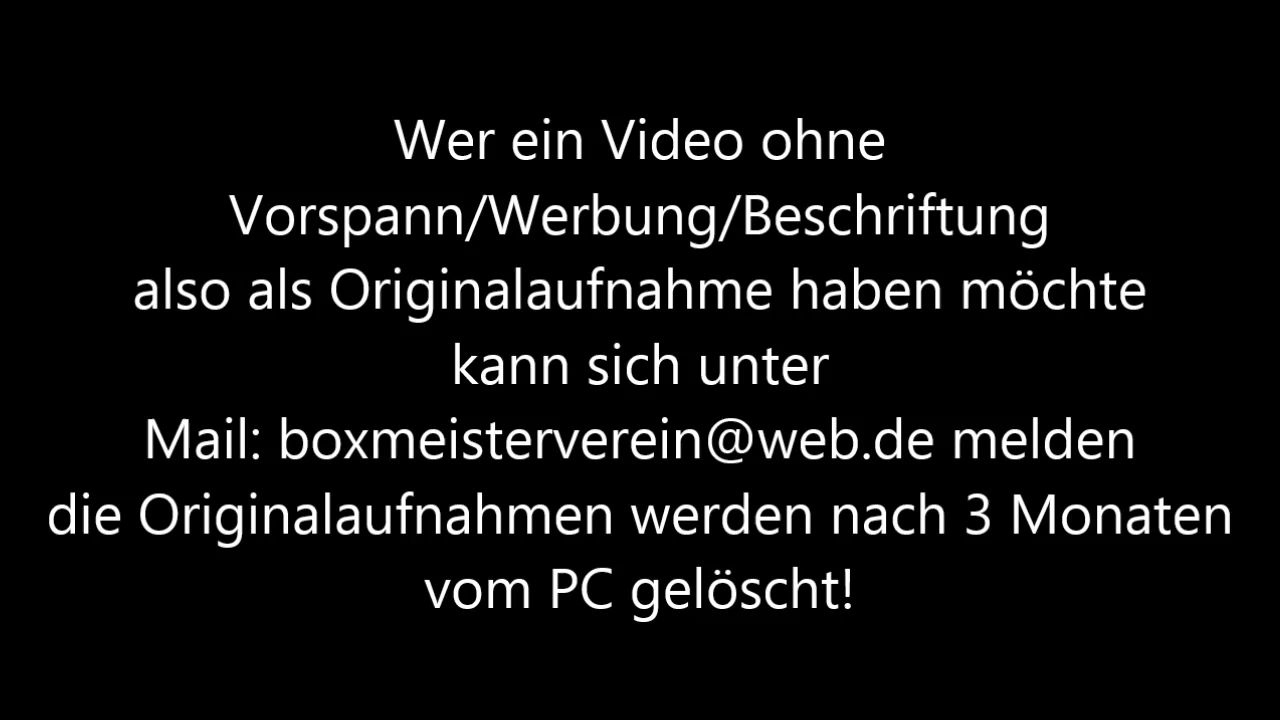 Wer ein Video ohne
Vorspann/Werbung/Beschriftung
also als Originalaufnahme haben möchte
kann sich unter
Mail: boxmeisterverein@web.de melden
die Originalaufnahmen werden nach 3 Monaten
vom PC gelöscht!